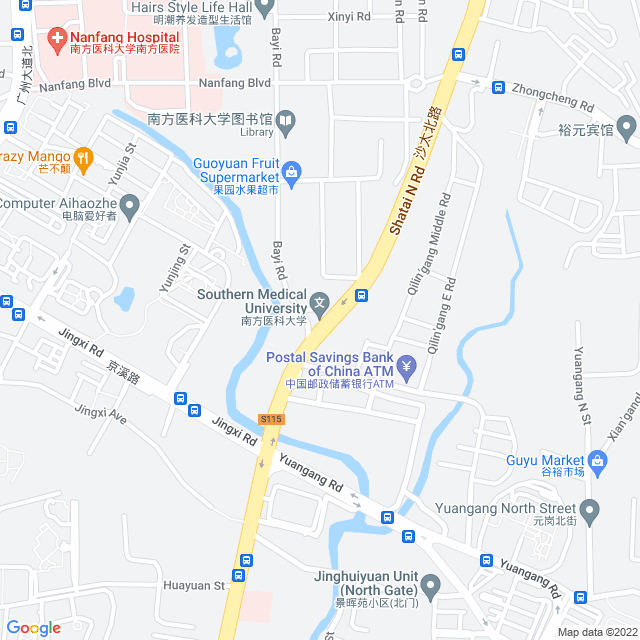 Hairs Style Life Hall
明潮养发造型生活馆
Xinyi Rd
Bayi Rd
Nanfang Hospital
南方医科大学南方医院
广州大道北
Nanfang Blvd
Nanfang Blvd
Zhongcheng Rd
沙太北路
南方医科大学图书馆
Library
裕元宾馆
razy Mango
芒不颠
Yunjia St
Guoyuan Fruit
Supermarket
果园水果超市
Shatai N Rd
Computer Aihaozhe
电脑爱好者
Qilin'gang Middle Rd
Yunjing St
Bayi Rd
Qilin'gang E Rd
Southern Medical
University
南方医科大学
Jingxi Rd
京溪路
Postal Savings Bank
of China ATM
中国邮政储蓄银行ATM
Yuangang N St
Jingxi Ave
S115
Jingxi Rd
Xian'gangl
Yuangang Rd
Guyu Market
谷裕市场
Yuangang North Street
元岗北街
Yuangang Rd
Huayuan St
Jinghuiyuan Unit
(North Gate)
景晖苑小区(北门)
St
Google
Map data ©2022